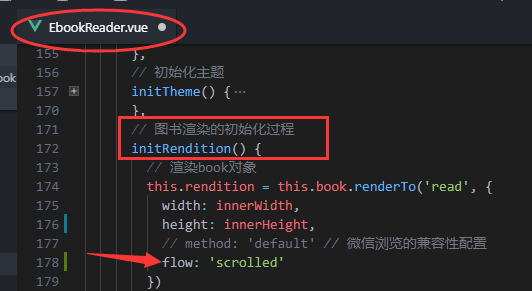 EbookReader.vue
book
155 },
156 // 初始化主题
157 initTheme() {…
170 },
171 // 图书渲染的初始化过程
172 initRendition() {
173 // 渲染book对象
174 this.rendition = this.book.renderTo('read', {
175 width: innerWidth,
176 height: innerHeight,
177 // method: 'default' // 微信浏览的兼容性配置
178 flow: 'scrolled'
179 })